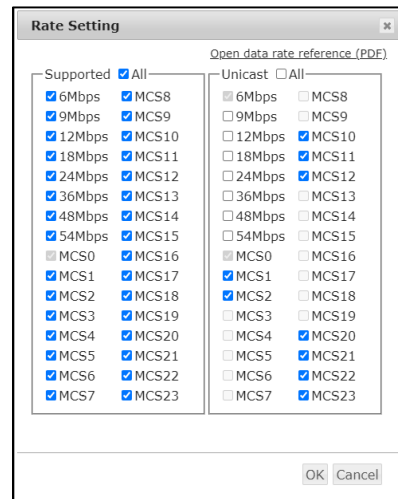 Rate Setting
Open data rate reference (PDF)
Supported All Unicast All
6Mbps MCS8 6Mbps MCS8
9Mbps MCS9 9Mbps MCS9
12Mbps MCS10 12Mbps MCS10
18Mbps MCS11 18Mbps MCS11
24Mbps MCS12 24Mbps MCS12
36Mbps MCS13 36Mbps MCS13
48Mbps MCS14 48Mbps MCS14
54Mbps MCS15 54Mbps MCS15
MCS0 MCS16 MCS0 MCS16
MCS1 MCS17 MCS1 MCS17
MCS2 MCS18 MCS2 MCS18
MCS3 MCS19 MCS3 MCS19
MCS4 MCS20 MCS4 MCS20
MCS5 MCS21 MCS5 MCS21
MCS6 MCS22 MCS6 MCS22
MCS7 MCS23 MCS7 MCS23
OK Cancel